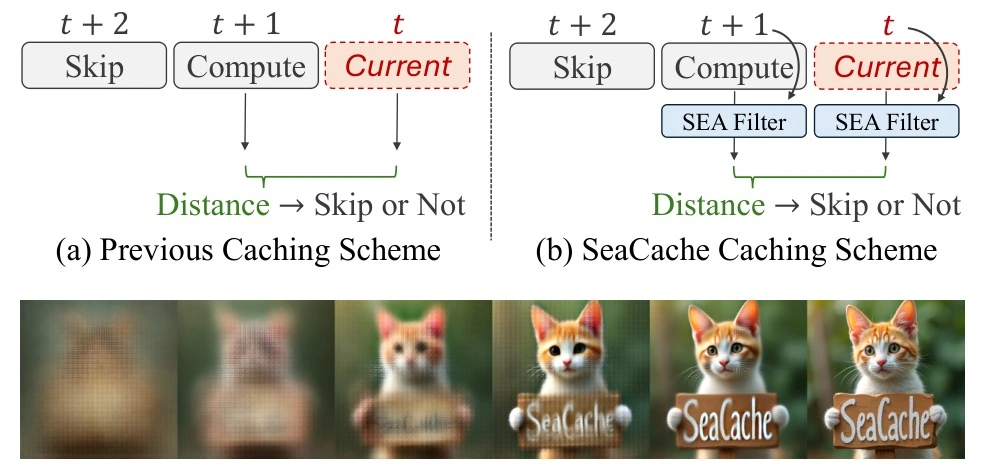 t + 2 t + 1 t
Skip Compute Current
Distance → Skip or Not
(a) Previous Caching Scheme
t + 2 t + 1 t
Skip Compute Current
SEA Filter SEA Filter
Distance → Skip or Not
(b) SeaCache Caching Scheme
SeaCache SeaCache SeaCache